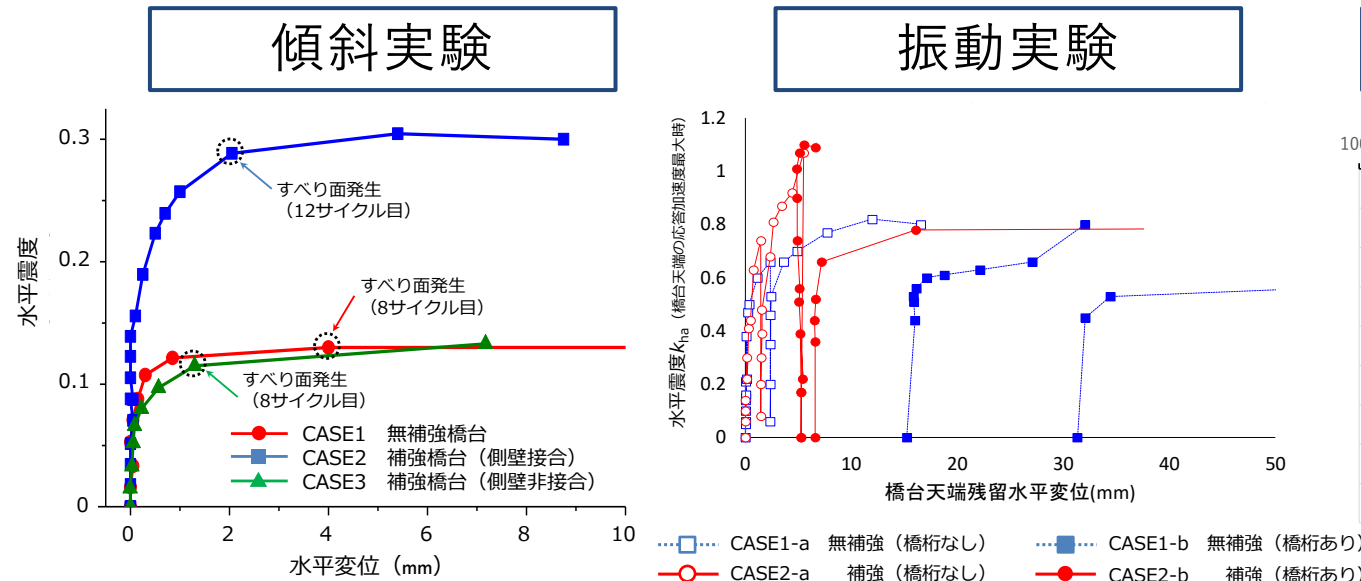 傾斜実験
0.3
0.2
0.1
0
水平震度
すべり面発生
（12サイクル目）
すべり面発生
（8サイクル目）
すべり面発生
（8サイクル目）
CASE1 無補強橋台
CASE2 補強橋台（側壁接合）
CASE3 補強橋台（側壁非接合）
0 2 4 6 8 10
水平変位（mm）
振動実験
1.2
1
0.8
0.6
0.4
0.2
0
水平震度kha（橋台天端の応答加速度最大時）
0 10 20 30 40 50
橋台天端残留水平変位(mm)
CASE1-a 無補強（橋桁なし） CASE1-b 無補強（橋桁あり）
CASE2-a 補強（橋桁なし） CASE2-b 補強（橋桁あり）